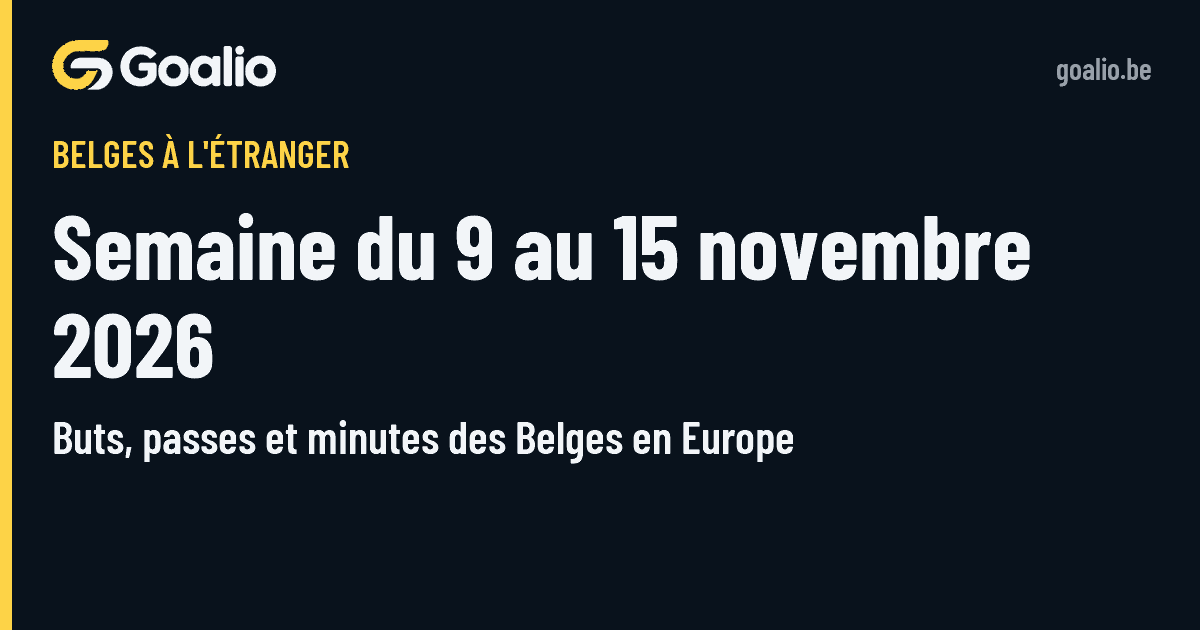 Goalio
goalio.be
BELGES À L'ÉTRANGER
Semaine du 9 au 15 novembre
2026
Buts, passes et minutes des Belges en Europe